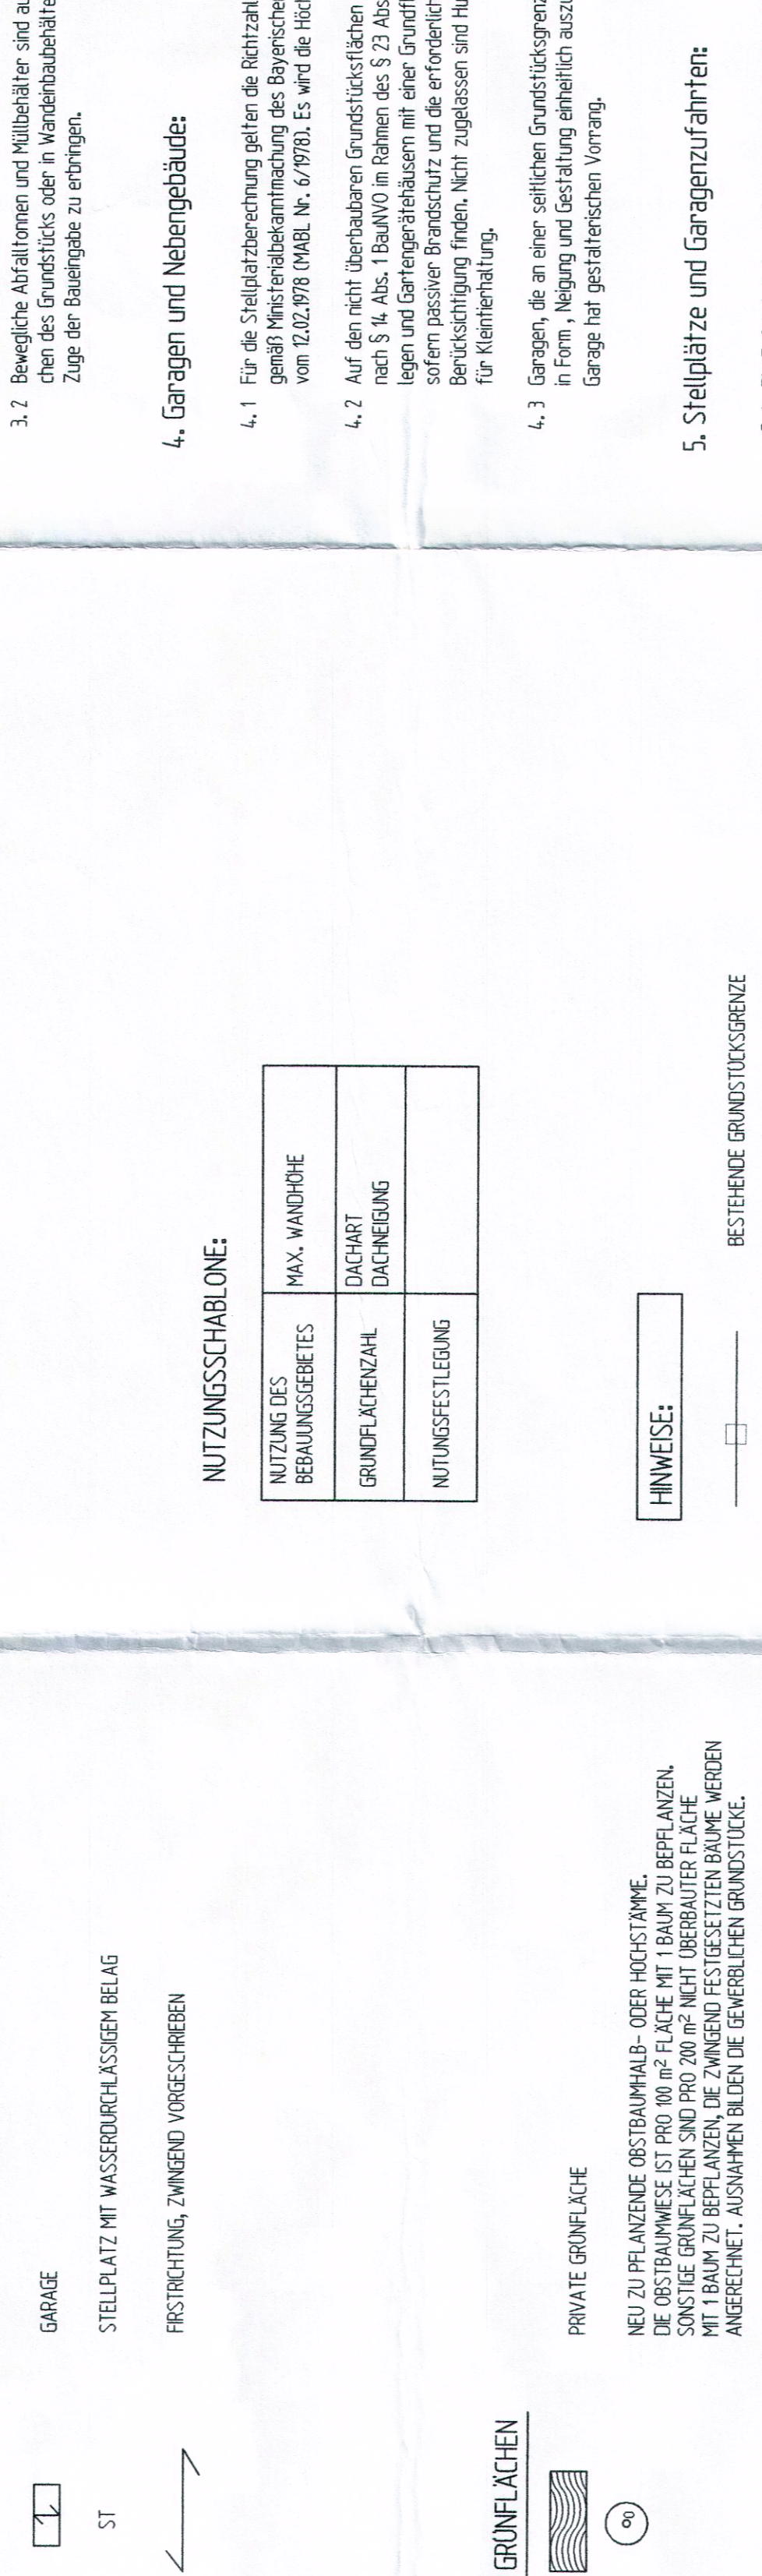 GARAGE
ST STELLPLATZ MIT WASSERDURCHLÄSSIGEM BELAG
FIRSTRICHTUNG, ZWINGEND VORGESCHRIEBEN
GRÜNFLÄCHEN
PRIVATE GRÜNFLÄCHE
NEU ZU PFLANZENDE OBSTBAUMHALB- ODER HOCHSTÄMME.
DIE OBSTBAUMWIESE IST PRO 100 m² FLÄCHE MIT 1 BAUM ZU BEPFLANZEN.
SONSTIGE GRÜNFLÄCHEN SIND PRO 200 m² NICHT ÜBERBAUTER FLÄCHE
MIT 1 BAUM ZU BEPFLANZEN, DIE ZWINGEND FESTGESETZTEN BÄUME WERDEN
ANGERECHNET. AUSNAHMEN BILDEN DIE GEWERBLICHEN GRUNDSTÜCKE.
NUTZUNGSSCHABLONE:
NUTZUNG DES
BEBAUUNGSGEBIETES
MAX. WANDHÖHE
GRUNDFLÄCHENZAHL
DACHART
DACHNEIGUNG
NUTUNGSFESTLEGUNG
HINWEISE:
BESTEHENDE GRUNDSTÜCKSGRENZE
3. 2 Bewegliche Abfalltonnen und Müllbehälter sind
chen des Grundstücks oder in Wandeinbaubehälte
Zuge der Baueingabe zu erbringen.
4. Garagen und Nebengebäude:
4. 1 Für die Stellplatzberechnung gelten die Richtzahl
gemäß Ministerialbekanntmachung des Bayerische
vom 12.02.1978 (MABL Nr. 6/1978). Es wird die Höc
4. 2 Auf den nicht überbaubaren Grundstücksflächen
nach § 14 Abs. 1 BauNVO im Rahmen des § 23 Abs
legen und Gartengerätehäusern mit einer Grundf
sofern passiver Brandschutz und die erforderlich
Berücksichtigung finden. Nicht zugelassen sind Hu
für Kleintierhaltung.
4. 3 Garagen, die an einer seitlichen Grundstücksgrenz
in Form , Neigung und Gestaltung einheitlich auszu
Garage hat gestalterischen Vorrang.
5. Stellplätze und Garagenzufahrten: